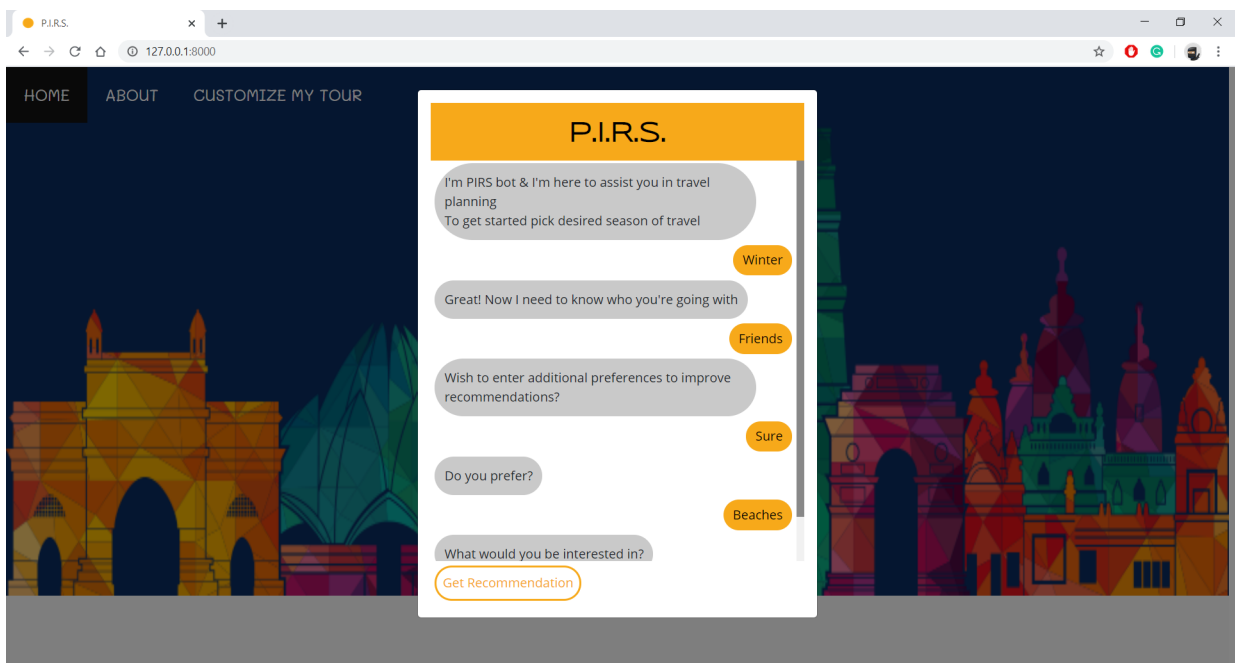 P.I.R.S.
127.0.0.1:8000
HOME ABOUT CUSTOMIZE MY TOUR
P.I.R.S.
I'm PIRS bot & I'm here to assist you in travel
planning
To get started pick desired season of travel
Winter
Great! Now I need to know who you're going with
Friends
Wish to enter additional preferences to improve
recommendations?
Sure
Do you prefer?
Beaches
What would you be interested in?
Get Recommendation